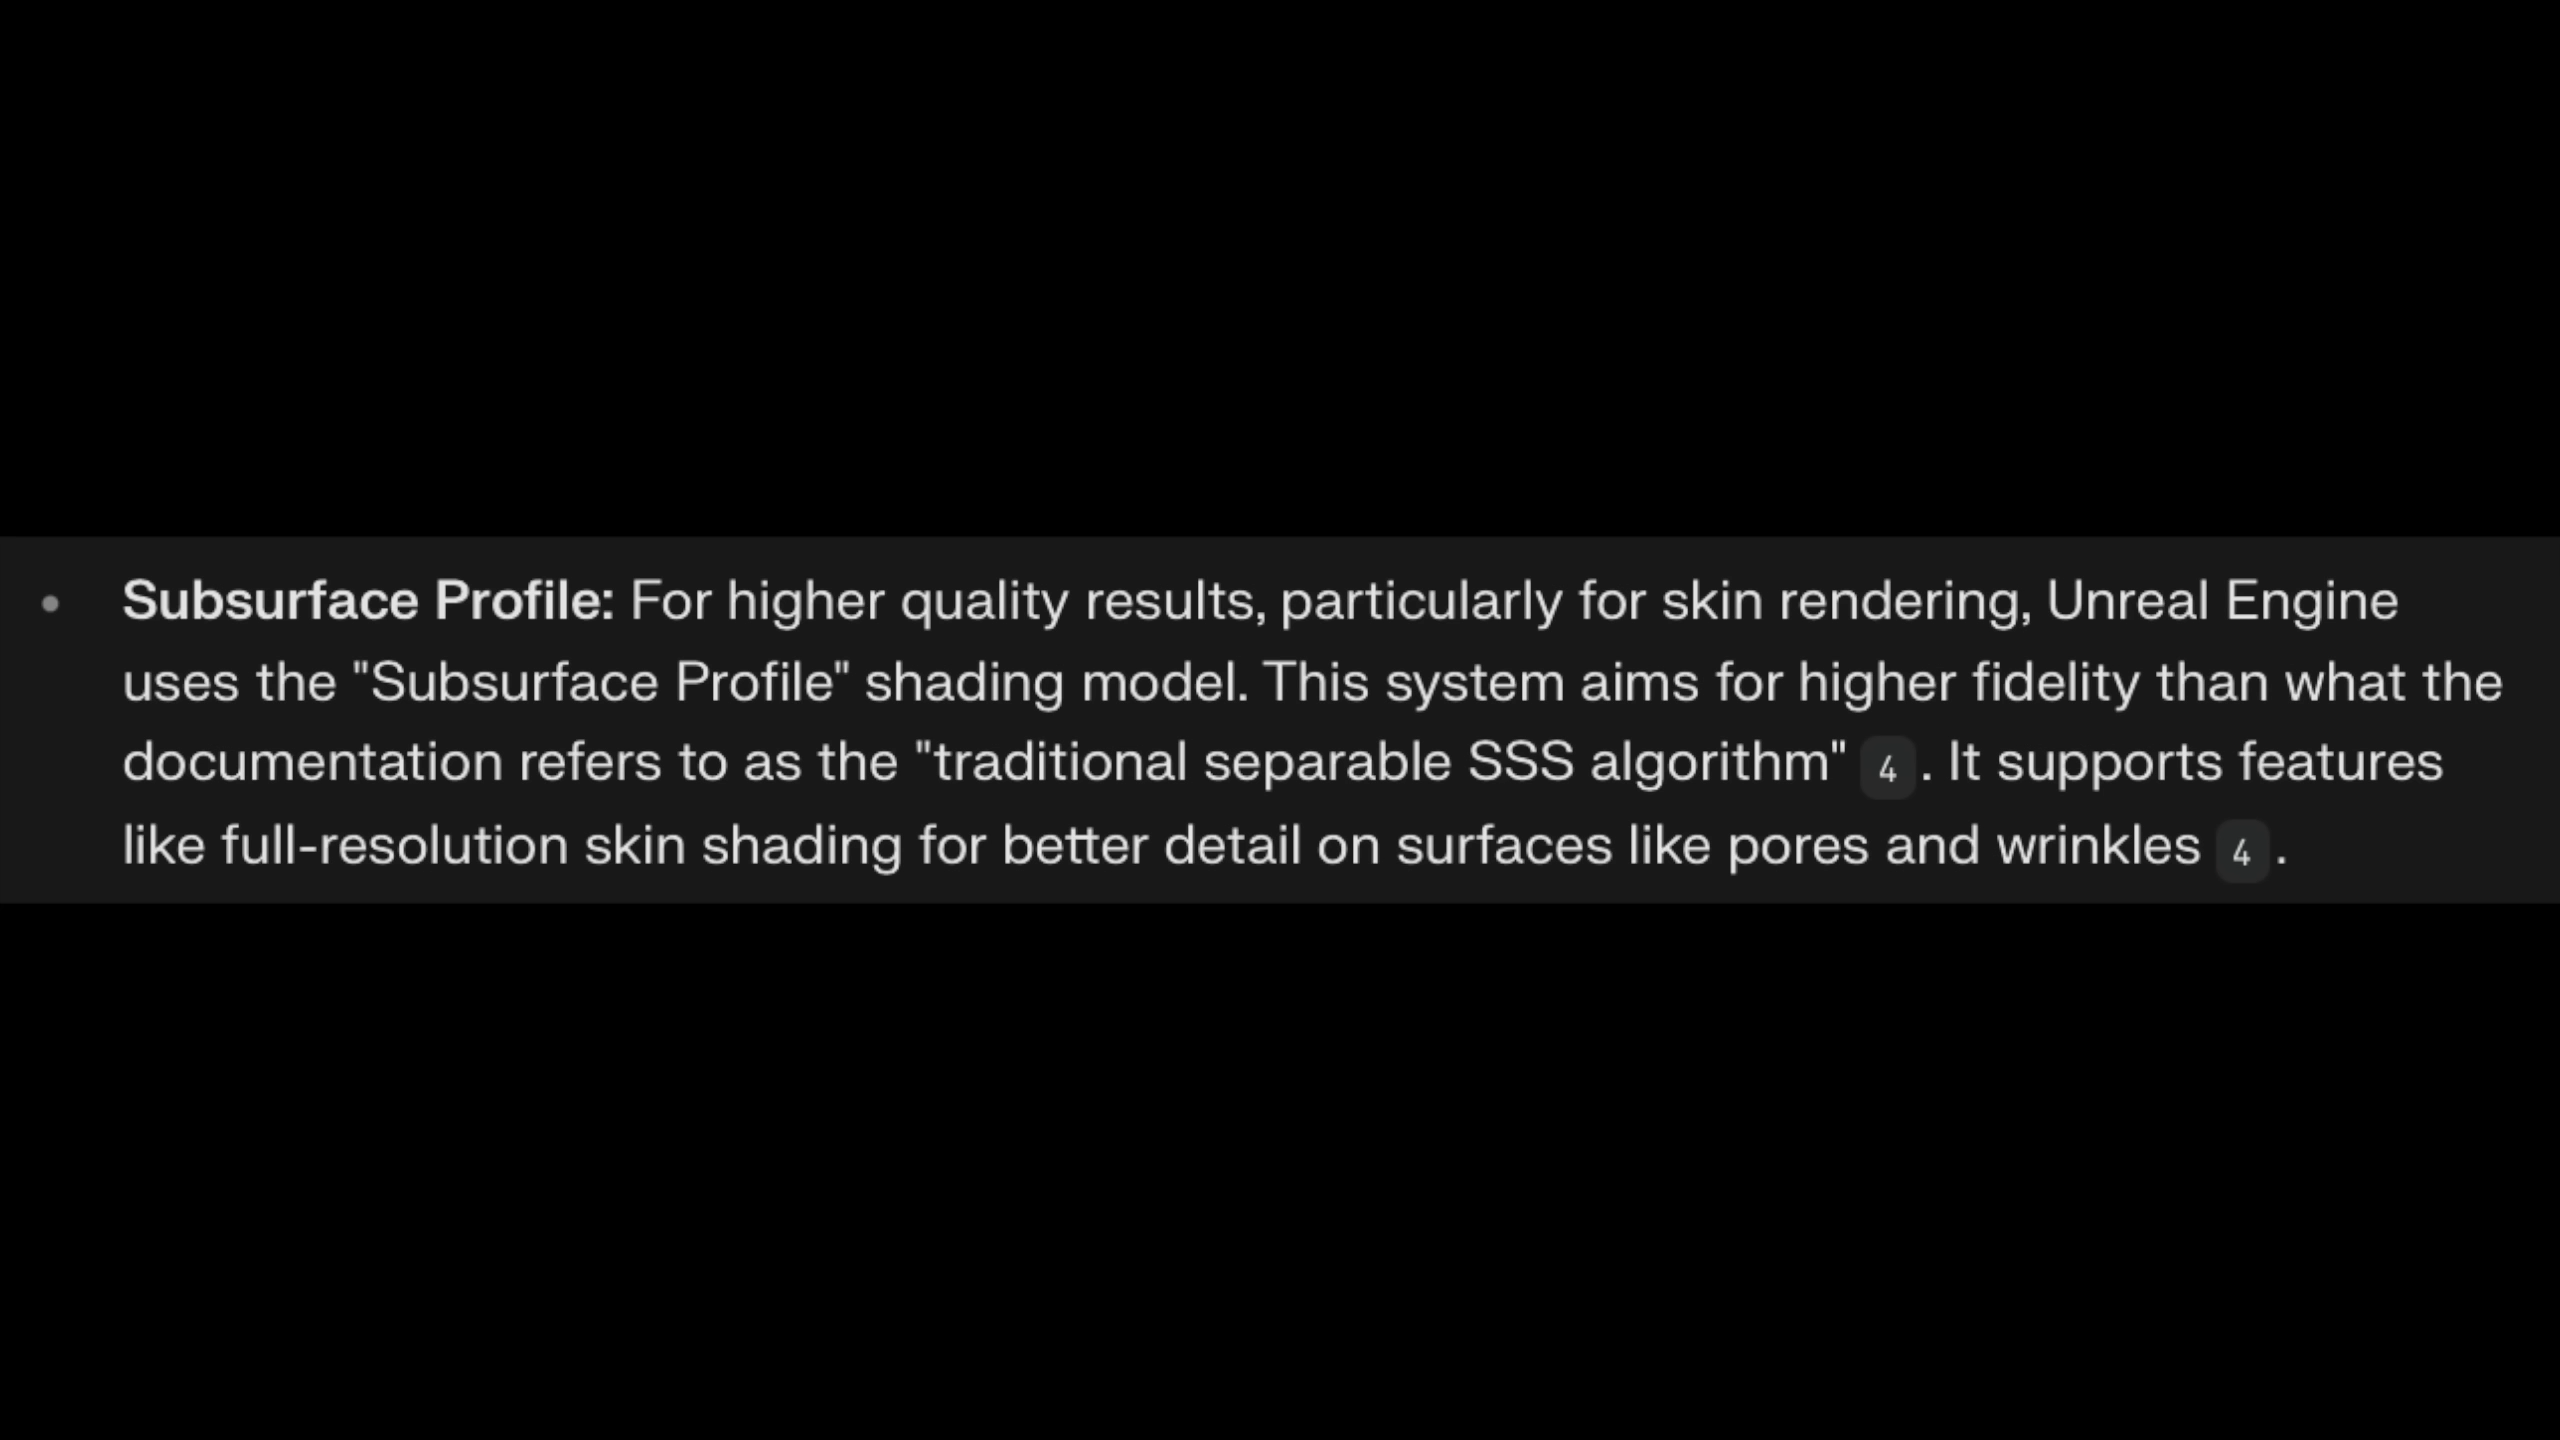 • Subsurface Profile: For higher quality results, particularly for skin rendering, Unreal Engine
uses the "Subsurface Profile" shading model. This system aims for higher fidelity than what the
documentation refers to as the "traditional separable SSS algorithm" 4 . It supports features
like full-resolution skin shading for better detail on surfaces like pores and wrinkles 4 .